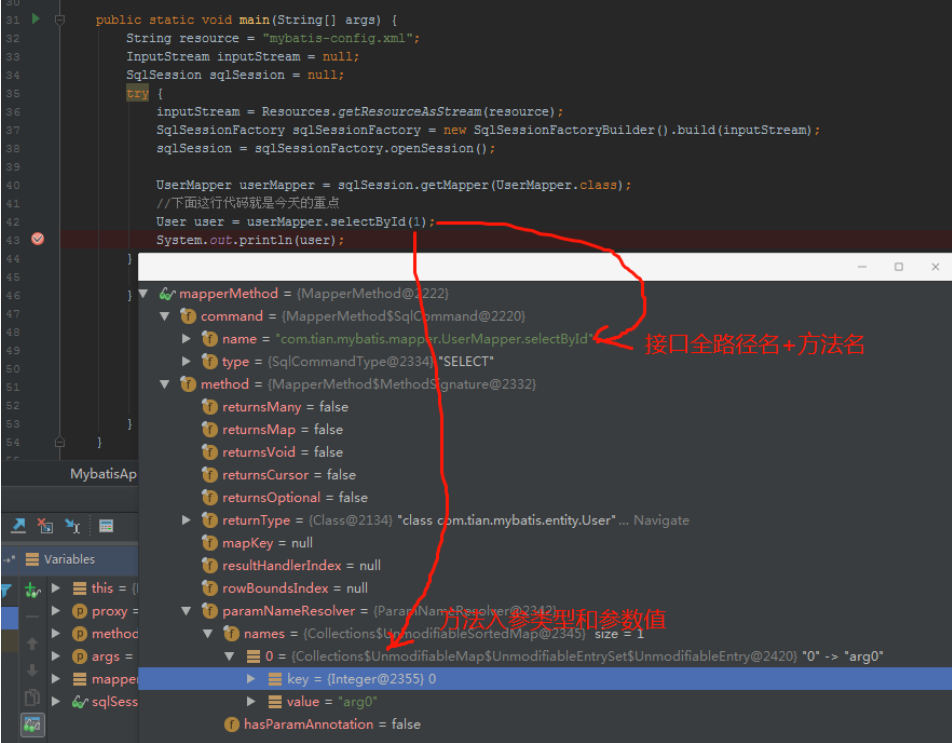 31 public static void main(String[] args) {
32 String resource = "mybatis-config.xml";
33 InputStream inputStream = null;
34 SqlSession sqlSession = null;
35 try {
36 inputStream = Resources.getResourceAsStream(resource);
37 SqlSessionFactory sqlSessionFactory = new SqlSessionFactoryBuilder().build(inputStream);
38 sqlSession = sqlSessionFactory.openSession();
39
40 UserMapper userMapper = sqlSession.getMapper(UserMapper.class);
41 //下面这行代码就是今天的重点
42 User user = userMapper.selectById(1);
43 System.out.println(user);
44 }
45
46 }
47
48
49
50
51
52
53 }
54 }
mapperMethod = {MapperMethod@2222}
command = {MapperMethod$SqlCommand@2220}
name = "com.tian.mybatis.mapper.UserMapper.selectById"
接口全路径名+方法名
type = {SqlCommandType@2334} "SELECT"
method = {MapperMethod$MethodSignature@2332}
returnsMany = false
returnsMap = false
returnsVoid = false
returnsCursor = false
returnsOptional = false
returnType = {Class@2134} "class com.tian.mybatis.entity.User" ... Navigate
mapKey = null
resultHandlerIndex = null
rowBoundsIndex = null
paramNameResolver = {ParamNameResolver@2342}
方法入参类型和参数值
names = {Collections$UnmodifiableSortedMap@2345} size = 1
0 = {Collections$UnmodifiableMap$UnmodifiableEntrySet$UnmodifiableEntry@2420} "0" -> "arg0"
key = {Integer@2355} 0
value = "arg0"
hasParamAnnotation = false
MybatisAp
Variables
this =
proxy =
method
args =
mapper
sqlSess